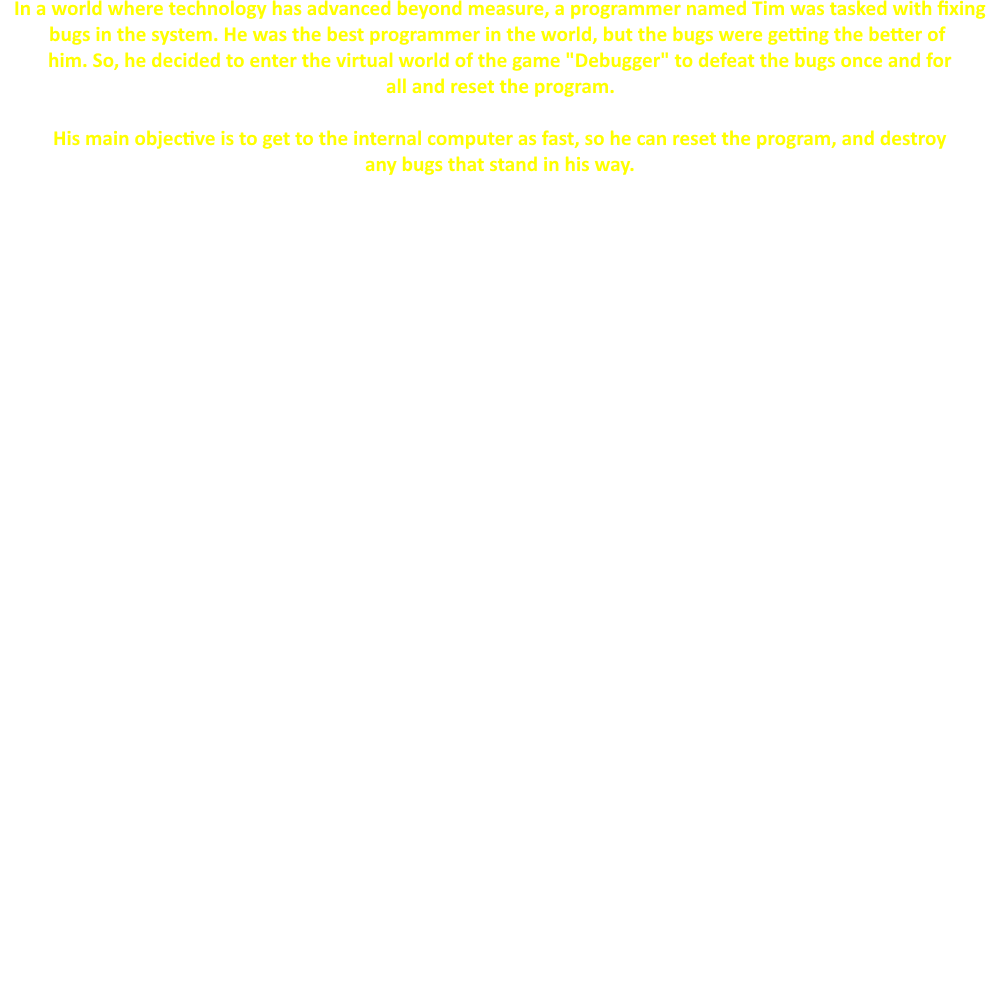 In a world where technology has advanced beyond measure, a programmer named Tim was tasked with fixing
bugs in the system. He was the best programmer in the world, but the bugs were getting the better of
him. So, he decided to enter the virtual world of the game "Debugger" to defeat the bugs once and for
all and reset the program.
His main objective is to get to the internal computer as fast, so he can reset the program, and destroy
any bugs that stand in his way.